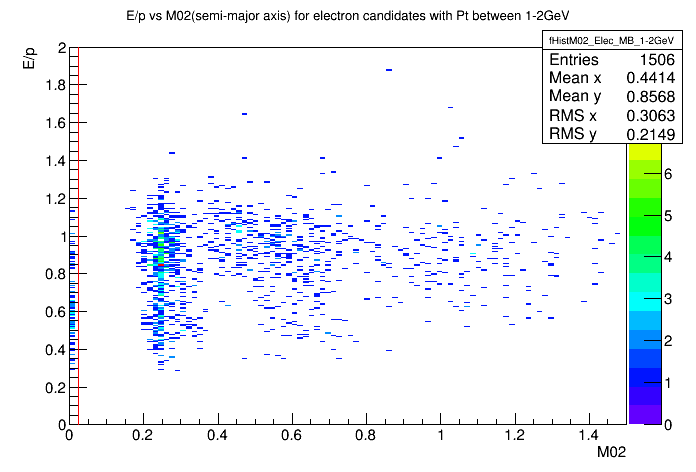 E/p vs M02(semi-major axis) for electron candidates with Pt between 1-2GeV
fHistM02_Elec_MB_1-2GeV
Entries 1506
Mean x 0.4414
Mean y 0.8568
RMS x 0.3063
RMS y 0.2149
E/p
2
1.8
1.6
1.4
1.2
1
0.8
0.6
0.4
0.2
0
0 0.2 0.4 0.6 0.8 1 1.2 1.4
M02
6
5
4
3
2
1
0